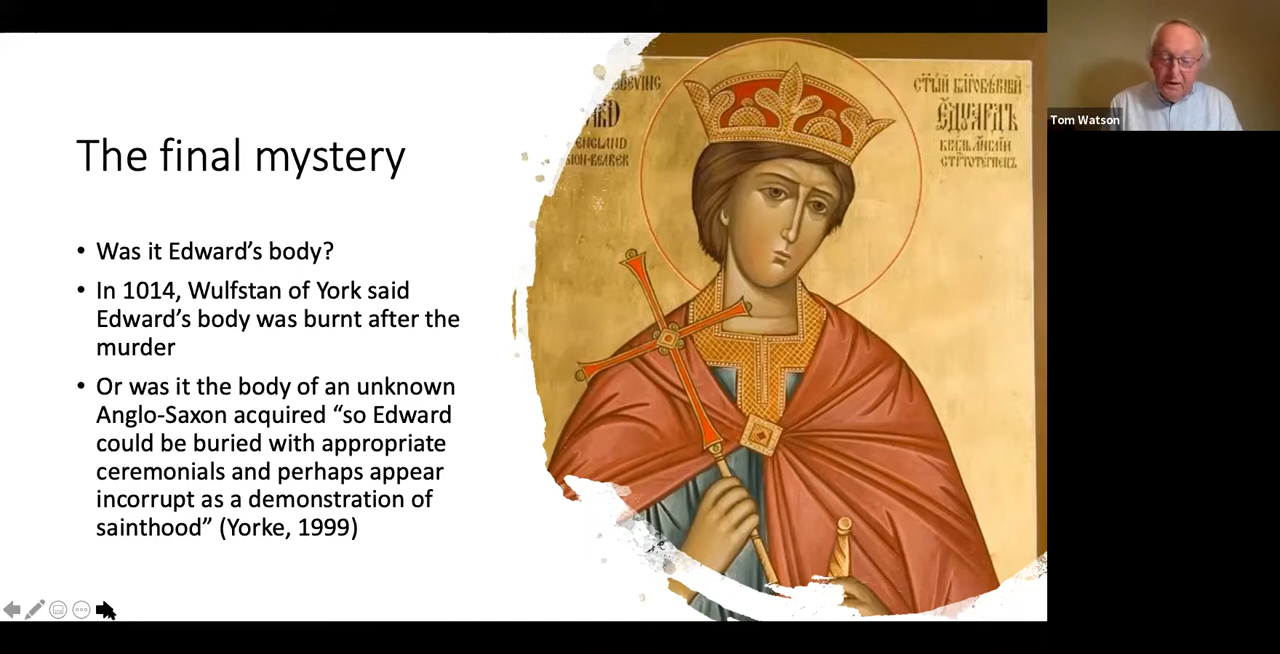 The final mystery
• Was it Edward’s body?
• In 1014, Wulfstan of York said
Edward’s body was burnt after the
murder
• Or was it the body of an unknown
Anglo-Saxon acquired “so Edward
could be buried with appropriate
ceremonials and perhaps appear
incorrupt as a demonstration of
sainthood” (Yorke, 1999)
ENGLAND
Tom Watson